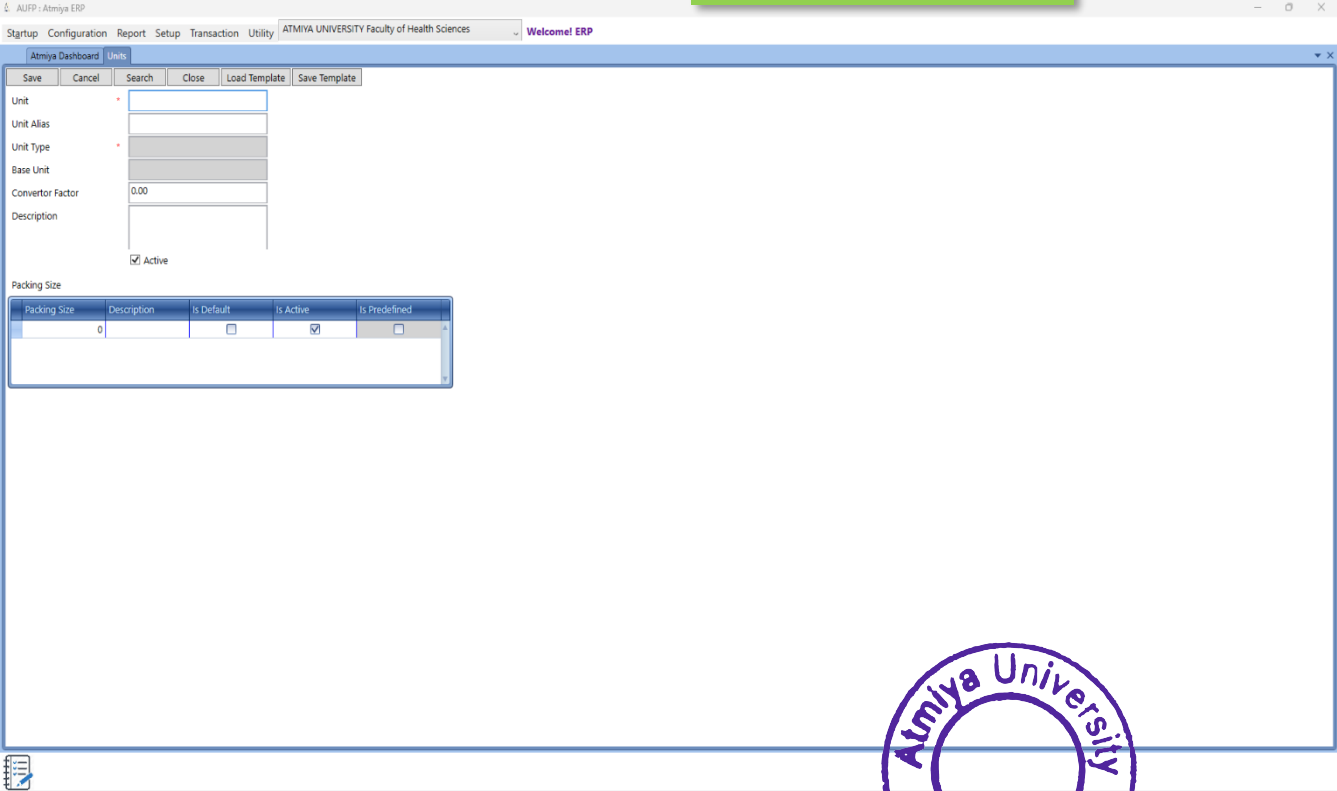 AUFP : Atmiya ERP
Startup Configuration Report Setup Transaction Utility ATMIYA UNIVERSITY Faculty of Health Sciences Welcome! ERP
Atmiya Dashboard Units
Save Cancel Search Close Load Template Save Template
Unit *
Unit Alias
Unit Type *
Base Unit
Convertor Factor 0.00
Description
Active
Packing Size
Packing Size Description Is Default Is Active Is Predefined
0
Atmiya University